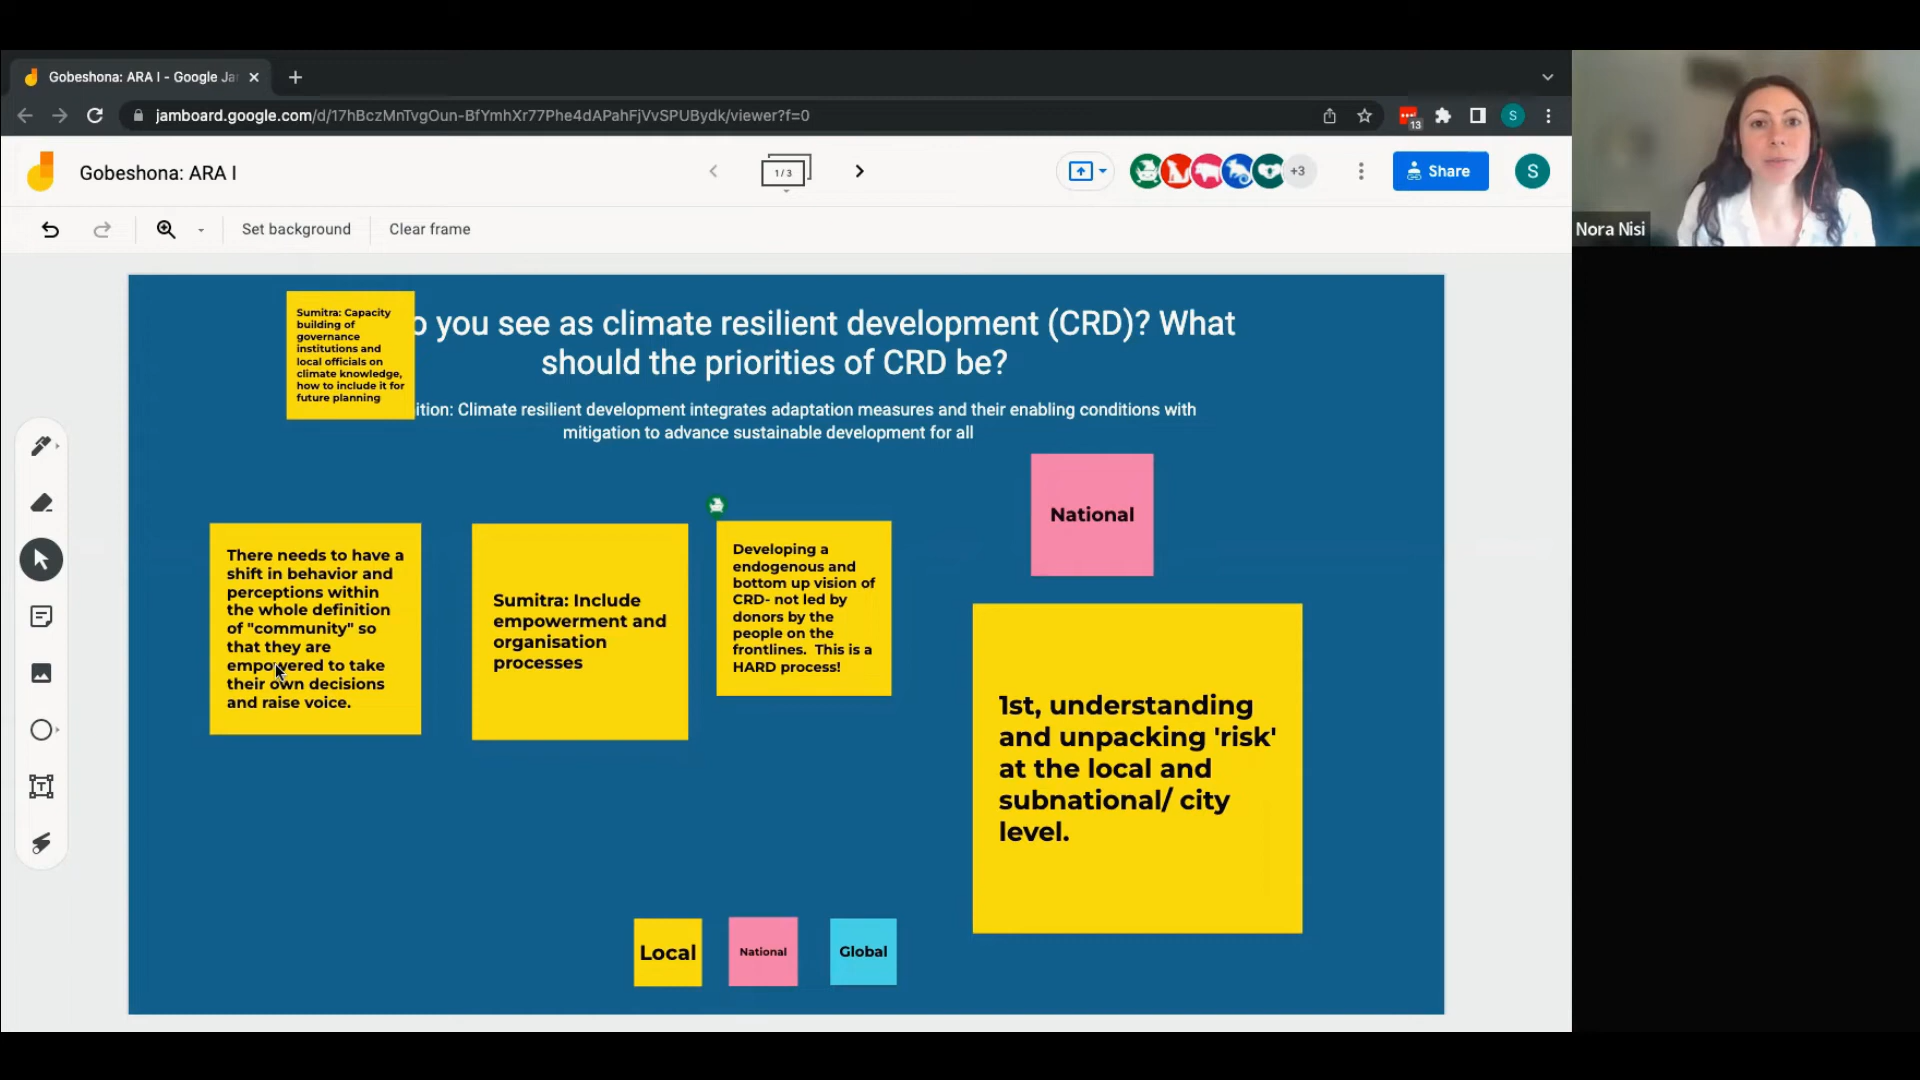 Gobeshona: ARA I - Google Ja
jamboard.google.com/d/17hBczMnTvgOun-BfYmhXr77Phe4dAPahFjVvSPUBydk/viewer?f=0
13
S
Gobeshona: ARA I
1 / 3
+3
Share
S
Set background
Clear frame
Nora Nisi
Sumitra: Capacity
building of
governance
institutions and
local officials on
climate knowledge,
how to include it for
future planning
o you see as climate resilient development (CRD)? What
should the priorities of CRD be?
ition: Climate resilient development integrates adaptation measures and their enabling conditions with
mitigation to advance sustainable development for all
National
There needs to have a
shift in behavior and
perceptions within
the whole definition
of "community" so
that they are
empowered to take
their own decisions
and raise voice.
Sumitra: Include
empowerment and
organisation
processes
Developing a
endogenous and
bottom up vision of
CRD- not led by
donors by the
people on the
frontlines. This is a
HARD process!
1st, understanding
and unpacking 'risk'
at the local and
subnational/ city
level.
Local
National
Global